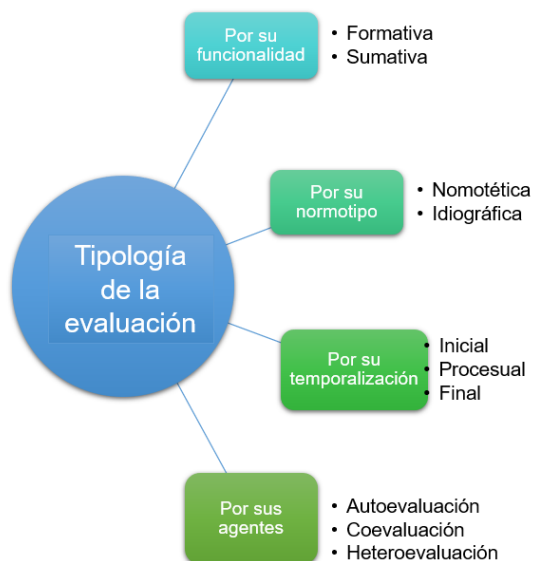 Por su
funcionalidad
• Formativa
• Sumativa
Por su
normotipo
• Nomotética
• Idiográfica
Tipología
de la
evaluación
Por su
temporalización
• Inicial
• Procesual
• Final
Por sus
agentes
• Autoevaluación
• Coevaluación
• Heteroevaluación